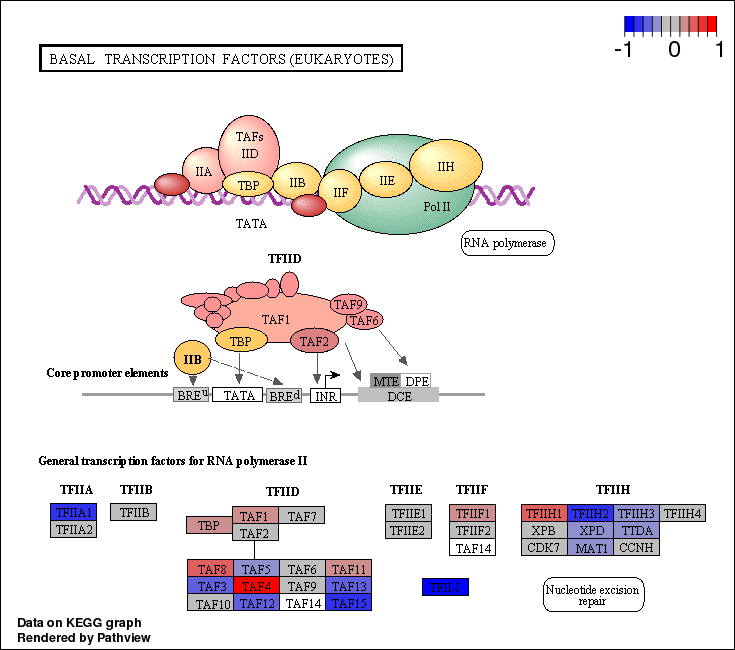 -1 0 1
BASAL TRANSCRIPTION FACTORS (EUKARYOTES)
TAFs
IID
IIA
TBP
IIB
IIF
IIE
IIH
Pol II
TATA
RNA polymerase
TFIID
TAF9
TAF6
TAF1
TBP
TAF2
IIB
Core promoter elements
MTE DPE
BREu TATA BREd INR DCE
General transcription factors for RNA polymerase II
TFIIA TFIIB TFIID TFIIE TFIIF TFIIH
TFIIA1 TFIIB TAF1 TAF7 TFIIE1 TFIIF1 TFIIH1 TFIIH2 TFIIH3 TFIIH4
TFIIA2 TBP TAF2 TFIIE2 TFIIF2 XPB XPD TTDA
TAF14 CDK7 MAT1 CCNH
TAF8 TAF5 TAF6 TAF11
TAF3 TAF4 TAF9 TAF13
TAF10 TAF12 TAF14 TAF15
Nucleotide excision
repair
Data on KEGG graph
Rendered by Pathview